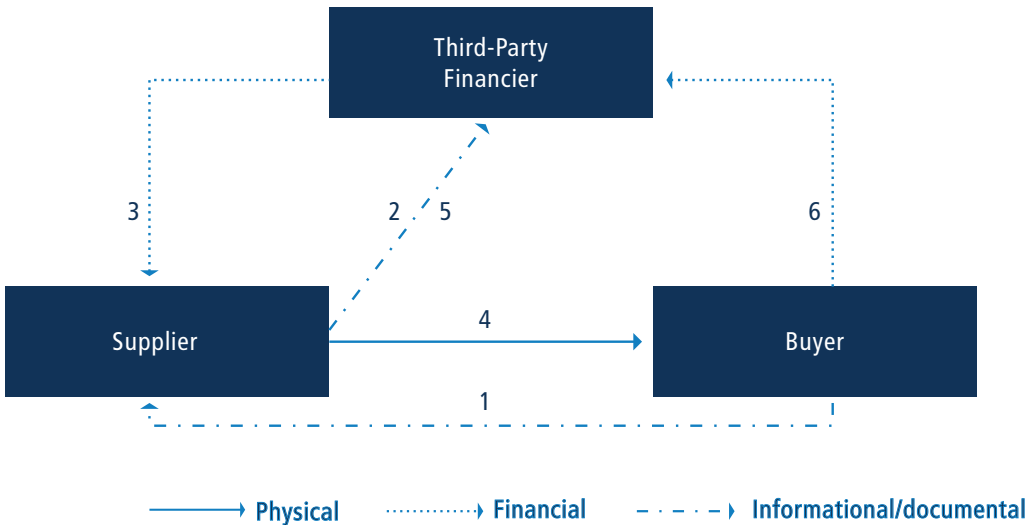 Third-Party
Financier
3
2
5
6
Supplier
4
Buyer
1
Physical
Financial
Informational/documental